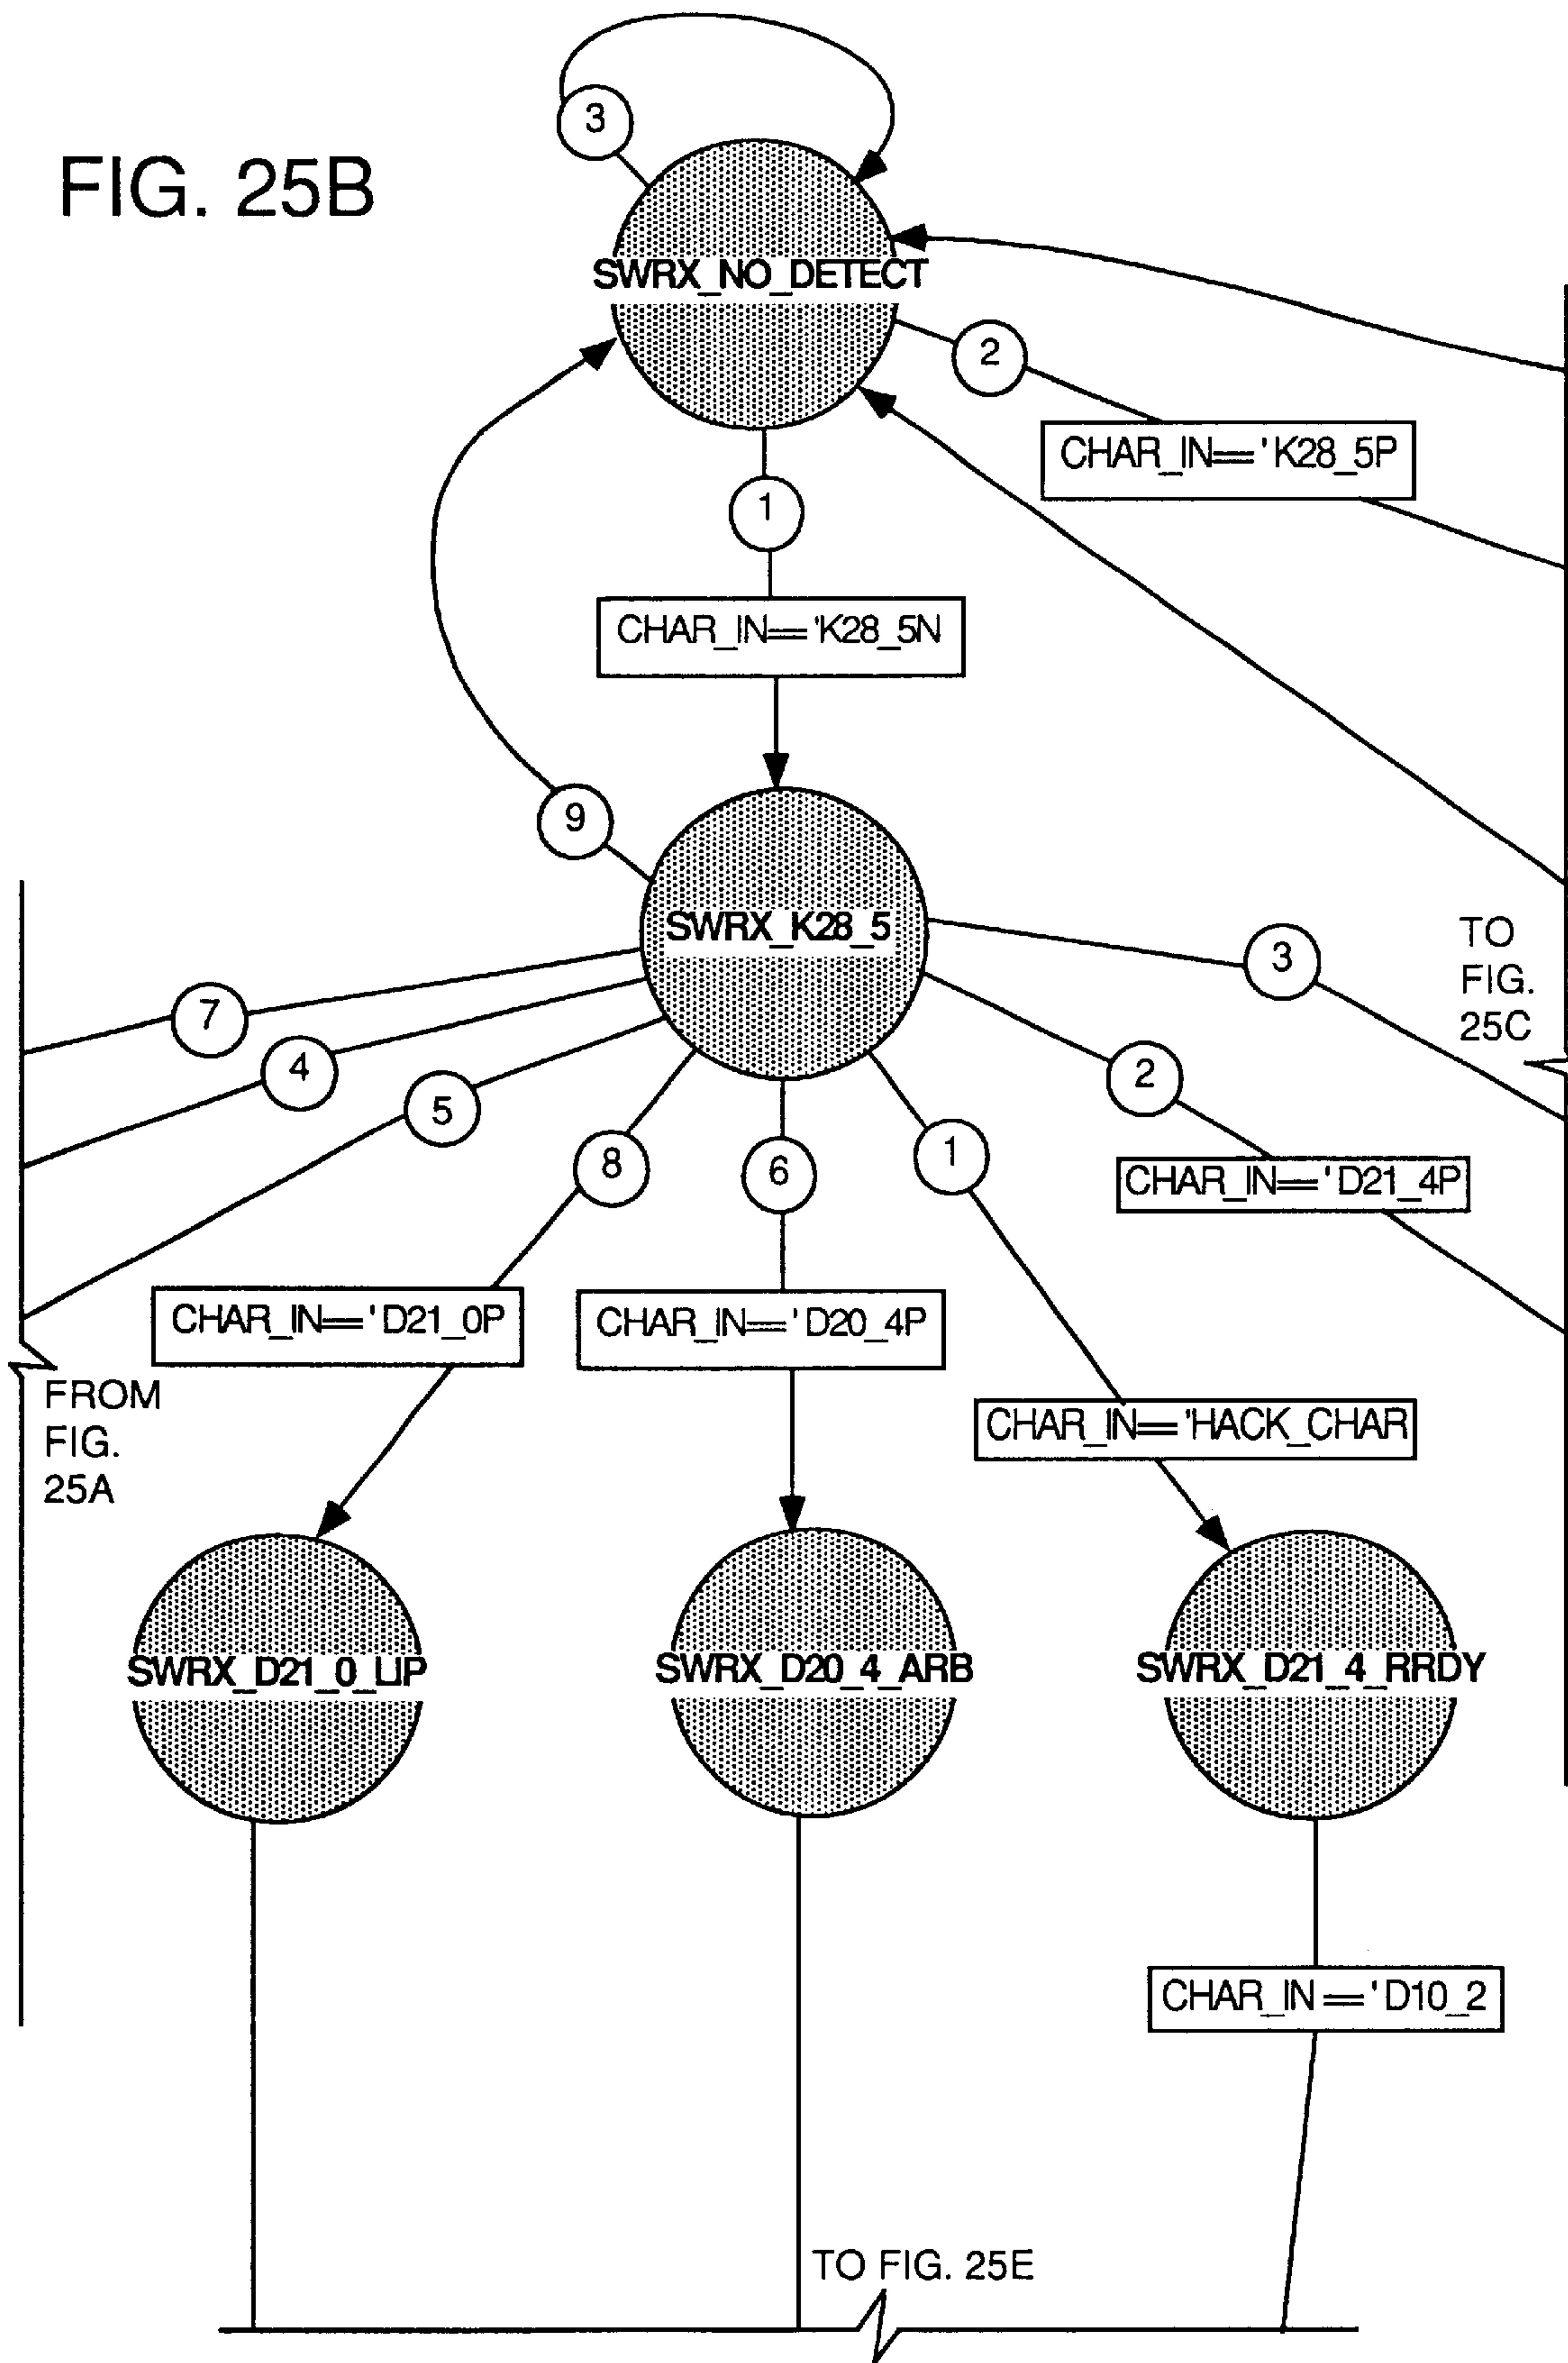 3
FIG. 25B
SWRX_NO_DETECT
2
CHAR_IN=='K28_5P
1
CHAR_IN=='K28_5N
9
SWRX_K28_5
3
TO
FIG.
25C
7
4
5
2
8
6
1
CHAR_IN=='D21_4P
CHAR_IN=='D21_0P
CHAR_IN=='D20_4P
FROM
FIG.
25A
CHAR_IN=='HACK_CHAR
SWRX_D21_0_LIP
SWRX_D20_4_ARB
SWRX_D21_4_RRDY
CHAR_IN=='D10_2
TO FIG. 25E